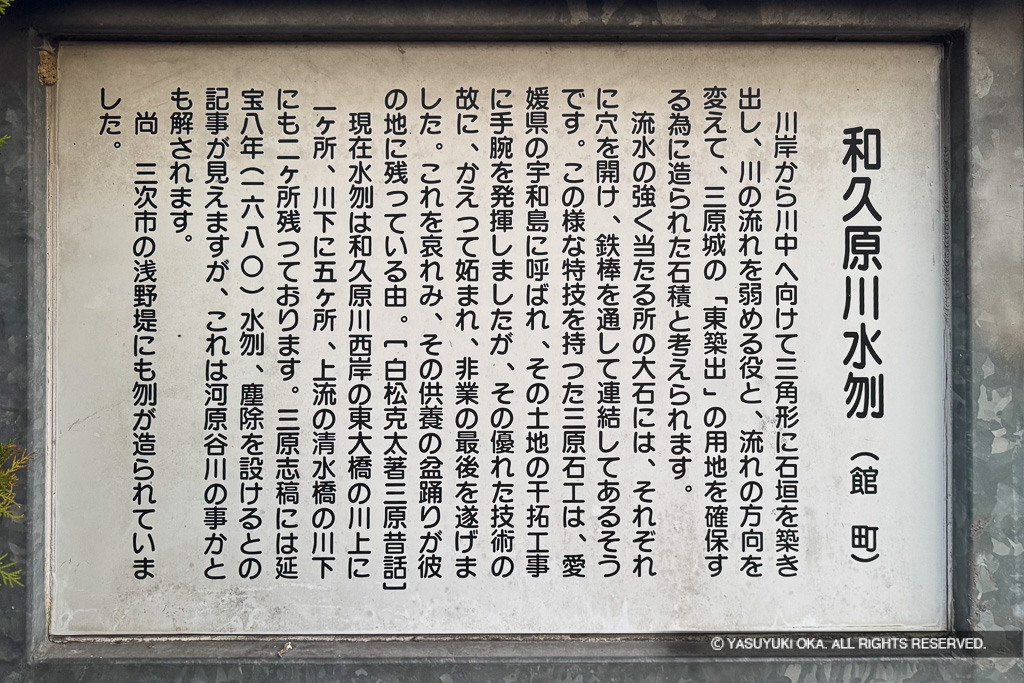 和久原川水刎（館　町）
川岸から川中へ向けて三角形に石垣を築き
出し、川の流れを弱める役と、流れの方向を
変えて、三原城の「東築出」の用地を確保す
る為に造られた石積と考えられます。
流水の強く当たる所の大石には、それぞれ
に穴を開け、鉄棒を通して連結してあるそう
です。この様な特技を持った三原石工は、愛
媛県の宇和島に呼ばれ、その土地の干拓工事
に手腕を発揮しましたが、その優れた技術の
故に、かえって妬まれ、非業の最後を遂げま
した。これを哀れみ、その供養の盆踊りが彼
の地に残っている由。［白松克太著三原昔話］
現在水刎は和久原川西岸の東大橋の川上に
一ヶ所、川下に五ヶ所、上流の清水橋の川下
にも二ヶ所残っております。三原志稿には延
宝八年（一六八〇）水刎、塵除を設けるとの
記事が見えますが、これは河原谷川の事かと
も解されます。
尚　三次市の浅野堤にも刎が造られていま
した。
© YASUYUKI OKA. ALL RIGHTS RESERVED.